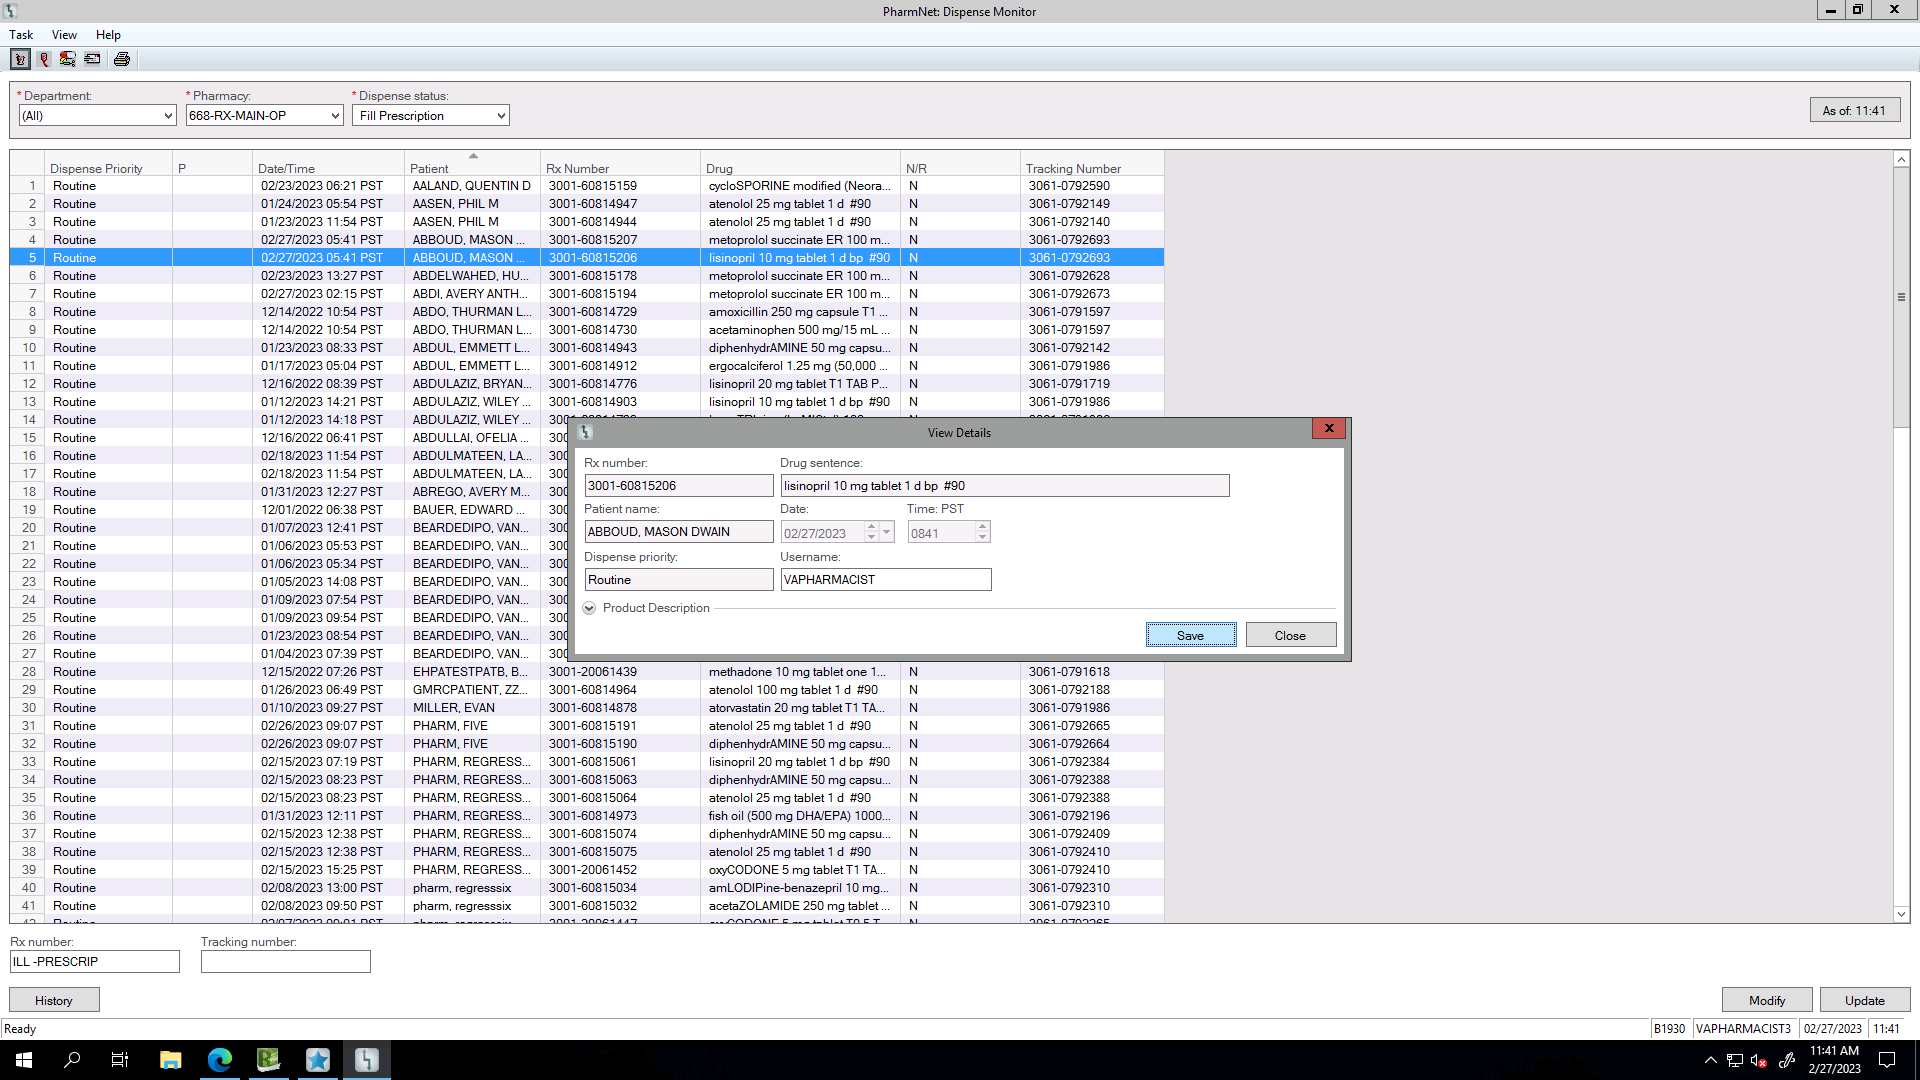 PharmNet: Dispense Monitor
Task View Help
* Department: * Pharmacy: * Dispense status:
(All) 668-RX-MAIN-OP Fill Prescription As of: 11:41
Dispense Priority P Date/Time Patient Rx Number Drug N/R Tracking Number
1 Routine 02/23/2023 06:21 PST AALAND, QUENTIN D 3001-60815159 cycloSPORINE modified (Neora... N 3061-0792590
2 Routine 01/24/2023 05:54 PST AASEN, PHIL M 3001-60814947 atenolol 25 mg tablet 1 d #90 N 3061-0792149
3 Routine 01/23/2023 11:54 PST AASEN, PHIL M 3001-60814944 atenolol 25 mg tablet 1 d #90 N 3061-0792140
4 Routine 02/27/2023 05:41 PST ABBOUD, MASON ... 3001-60815207 metoprolol succinate ER 100 m... N 3061-0792693
5 Routine 02/27/2023 05:41 PST ABBOUD, MASON ... 3001-60815206 lisinopril 10 mg tablet 1 d bp #90 N 3061-0792693
6 Routine 02/23/2023 13:27 PST ABDELWAHED, HU... 3001-60815178 metoprolol succinate ER 100 m... N 3061-0792628
7 Routine 02/27/2023 02:15 PST ABDI, AVERY ANTH... 3001-60815194 metoprolol succinate ER 100 m... N 3061-0792673
8 Routine 12/14/2022 10:54 PST ABDO, THURMAN L... 3001-60814729 amoxicillin 250 mg capsule T1 ... N 3061-0791597
9 Routine 12/14/2022 10:54 PST ABDO, THURMAN L... 3001-60814730 acetaminophen 500 mg/15 mL ... N 3061-0791597
10 Routine 01/23/2023 08:33 PST ABDUL, EMMETT L... 3001-60814943 diphenhydrAMINE 50 mg capsu... N 3061-0792142
11 Routine 01/17/2023 05:04 PST ABDUL, EMMETT L... 3001-60814912 ergocalciferol 1.25 mg (50,000 ... N 3061-0791986
12 Routine 12/16/2022 08:39 PST ABDULAZIZ, BRYAN... 3001-60814776 lisinopril 20 mg tablet T1 TAB P... N 3061-0791719
13 Routine 01/12/2023 14:21 PST ABDULAZIZ, WILEY ... 3001-60814903 lisinopril 10 mg tablet 1 d bp #90 N 3061-0791986
14 Routine 01/12/2023 14:18 PST ABDULAZIZ, WILEY ...
15 Routine 12/16/2022 06:41 PST ABDULLAI, OFELIA ... 300
16 Routine 02/18/2023 11:54 PST ABDULMATEEN, LA... 300
17 Routine 02/18/2023 11:54 PST ABDULMATEEN, LA... 300
18 Routine 01/31/2023 12:27 PST ABREGO, AVERY M... 300
19 Routine 12/01/2022 06:38 PST BAUER, EDWARD ... 300
20 Routine 01/07/2023 12:41 PST BEARDEDIPO, VAN... 300
21 Routine 01/06/2023 05:53 PST BEARDEDIPO, VAN... 300
22 Routine 01/06/2023 05:34 PST BEARDEDIPO, VAN... 300
23 Routine 01/05/2023 14:08 PST BEARDEDIPO, VAN... 300
24 Routine 01/09/2023 07:54 PST BEARDEDIPO, VAN... 300
25 Routine 01/09/2023 09:54 PST BEARDEDIPO, VAN... 300
26 Routine 01/23/2023 08:54 PST BEARDEDIPO, VAN... 300
27 Routine 01/04/2023 07:39 PST BEARDEDIPO, VAN... 300
28 Routine 12/15/2022 07:26 PST EHPATESTPATB, B... 3001-20061439 methadone 10 mg tablet one 1... N 3061-0791618
29 Routine 01/26/2023 06:49 PST GMRCPATIENT, ZZ... 3001-60814964 atenolol 100 mg tablet 1 d #90 N 3061-0792188
30 Routine 01/10/2023 09:27 PST MILLER, EVAN 3001-60814878 atorvastatin 20 mg tablet T1 TA... N 3061-0791986
31 Routine 02/26/2023 09:07 PST PHARM, FIVE 3001-60815191 atenolol 25 mg tablet 1 d #90 N 3061-0792665
32 Routine 02/26/2023 09:07 PST PHARM, FIVE 3001-60815190 diphenhydrAMINE 50 mg capsu... N 3061-0792664
33 Routine 02/15/2023 07:19 PST PHARM, REGRESS... 3001-60815061 lisinopril 20 mg tablet 1 d bp #90 N 3061-0792384
34 Routine 02/15/2023 08:23 PST PHARM, REGRESS... 3001-60815063 diphenhydrAMINE 50 mg capsu... N 3061-0792388
35 Routine 02/15/2023 08:23 PST PHARM, REGRESS... 3001-60815064 atenolol 25 mg tablet 1 d #90 N 3061-0792388
36 Routine 01/31/2023 12:11 PST PHARM, REGRESS... 3001-60814973 fish oil (500 mg DHA/EPA) 1000... N 3061-0792196
37 Routine 02/15/2023 12:38 PST PHARM, REGRESS... 3001-60815074 diphenhydrAMINE 50 mg capsu... N 3061-0792409
38 Routine 02/15/2023 12:38 PST PHARM, REGRESS... 3001-60815075 atenolol 25 mg tablet 1 d #90 N 3061-0792410
39 Routine 02/15/2023 15:25 PST PHARM, REGRESS... 3001-20061452 oxyCODONE 5 mg tablet T1 TA... N 3061-0792410
40 Routine 02/08/2023 13:00 PST pharm, regresssix 3001-60815034 amLODIPine-benazepril 10 mg... N 3061-0792310
41 Routine 02/08/2023 09:50 PST pharm, regresssix 3001-60815032 acetaZOLAMIDE 250 mg tablet ... N 3061-0792310
View Details
Rx number: Drug sentence:
3001-60815206 lisinopril 10 mg tablet 1 d bp #90
Patient name: Date: Time: PST
ABBOUD, MASON DWAIN 02/27/2023 0841
Dispense priority: Username:
Routine VAPHARMACIST
Product Description
Save Close
Rx number: Tracking number:
ILL -PRESCRIP
History Modify Update
Ready B1930 VAPHARMACIST3 02/27/2023 11:41
11:41 AM
2/27/2023